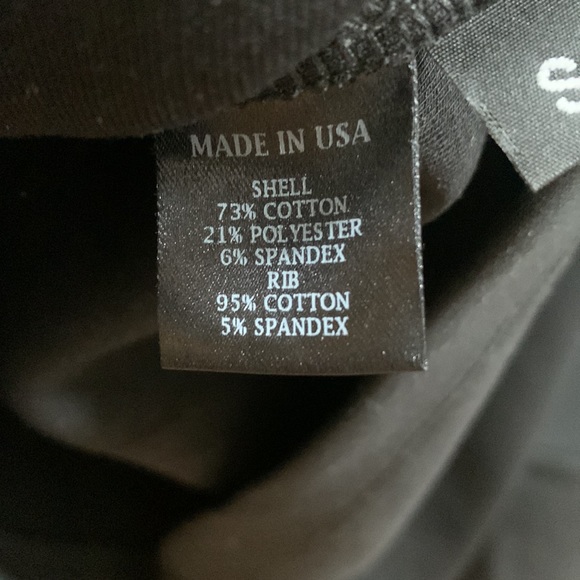 MADE IN USA
SHELL
73% COTTON
21% POLYESTER
6% SPANDEX
RIB
95% COTTON
5% SPANDEX
S